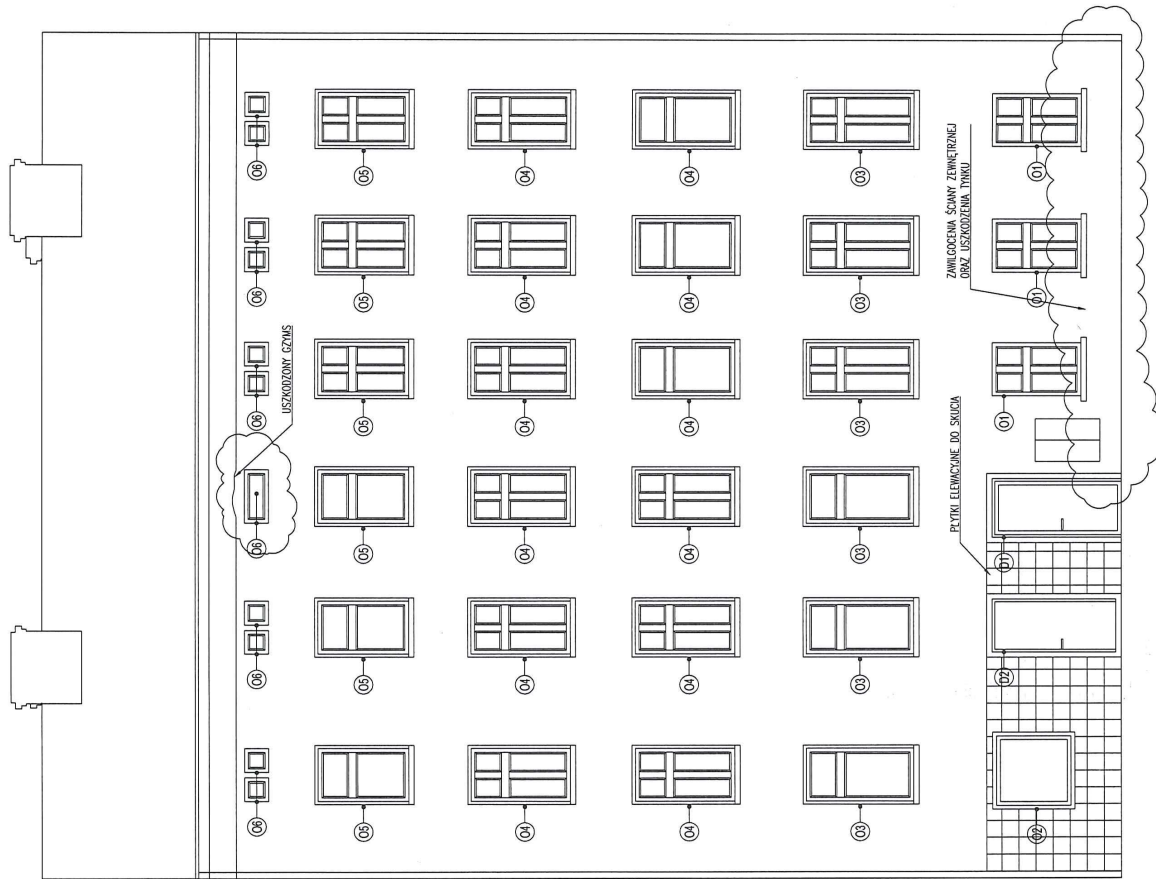 O6
O6
O6
O6
O6
O6
USZKODZONY GZYMS
O5
O5
O5
O5
O5
O5
O4
O4
O4
O4
O4
O4
O4
O4
O4
O4
O4
O4
O3
O3
O3
O3
O3
O3
PŁYTKI ELEWACYJNE DO SKUCIA
ZAWILGOCENIA ŚCIANY ZEWNĘTRZNEJ
ORAZ USZKODZENIA TYNKU
O2
D2
D1
O1
O1
O1